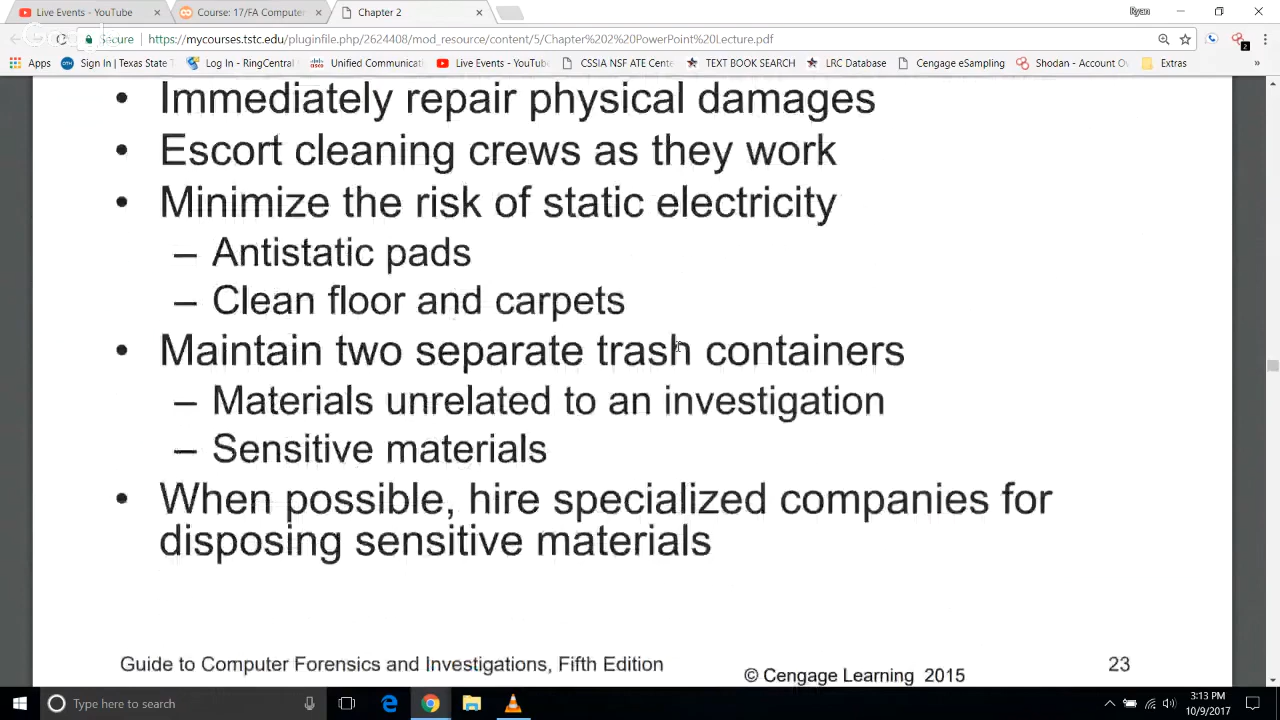 Live Events - YouTube
Course: 17/FA Computer
Chapter 2
Ryan
Secure
https://mycourses.tstc.edu/pluginfile.php/2624408/mod_resource/content/5/Chapter%202%20PowerPoint%20Lecture.pdf
2
Apps
Sign In | Texas State T
Log In - RingCentr
Unified Communicati
Live Events - YouTube
CSSIA NSF ATE Cente
IT BOOK SEARCH
LRC Database
Cengage eSampling
Shodan - Account Ov
Extras
»
• Immediately repair physical damages
• Escort cleaning crews as they work
• Minimize the risk of static electricity
– Antistatic pads
– Clean floor and carpets
• Maintain two separate trash containers
– Materials unrelated to an investigation
– Sensitive materials
• When possible, hire specialized companies for
disposing sensitive materials
Guide to Computer Forensics and Investigations, Fifth Edition
© Cengage Learning 2015
23
Type here to search
3:13 PM
10/9/2017